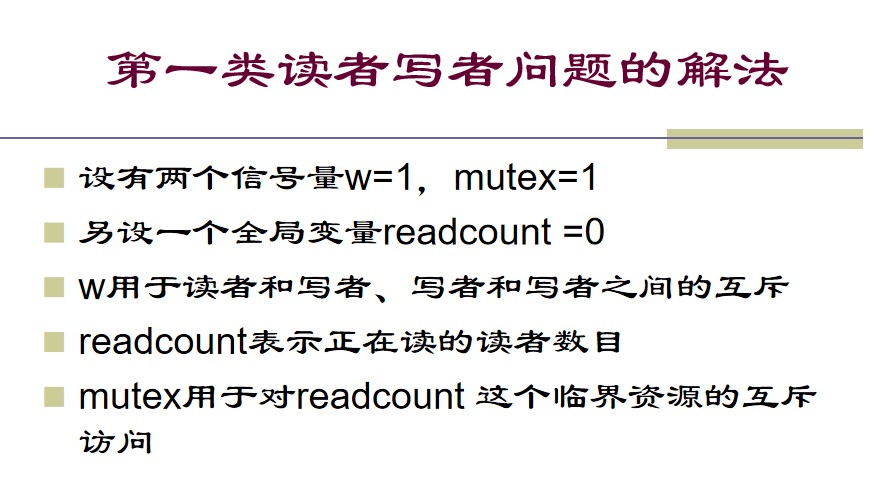 第一类读者写者问题的解法
设有两个信号量w=1，mutex=1
另设一个全局变量readcount =0
w用于读者和写者、写者和写者之间的互斥
readcount表示正在读的读者数目
mutex用于对readcount 这个临界资源的互斥
访问